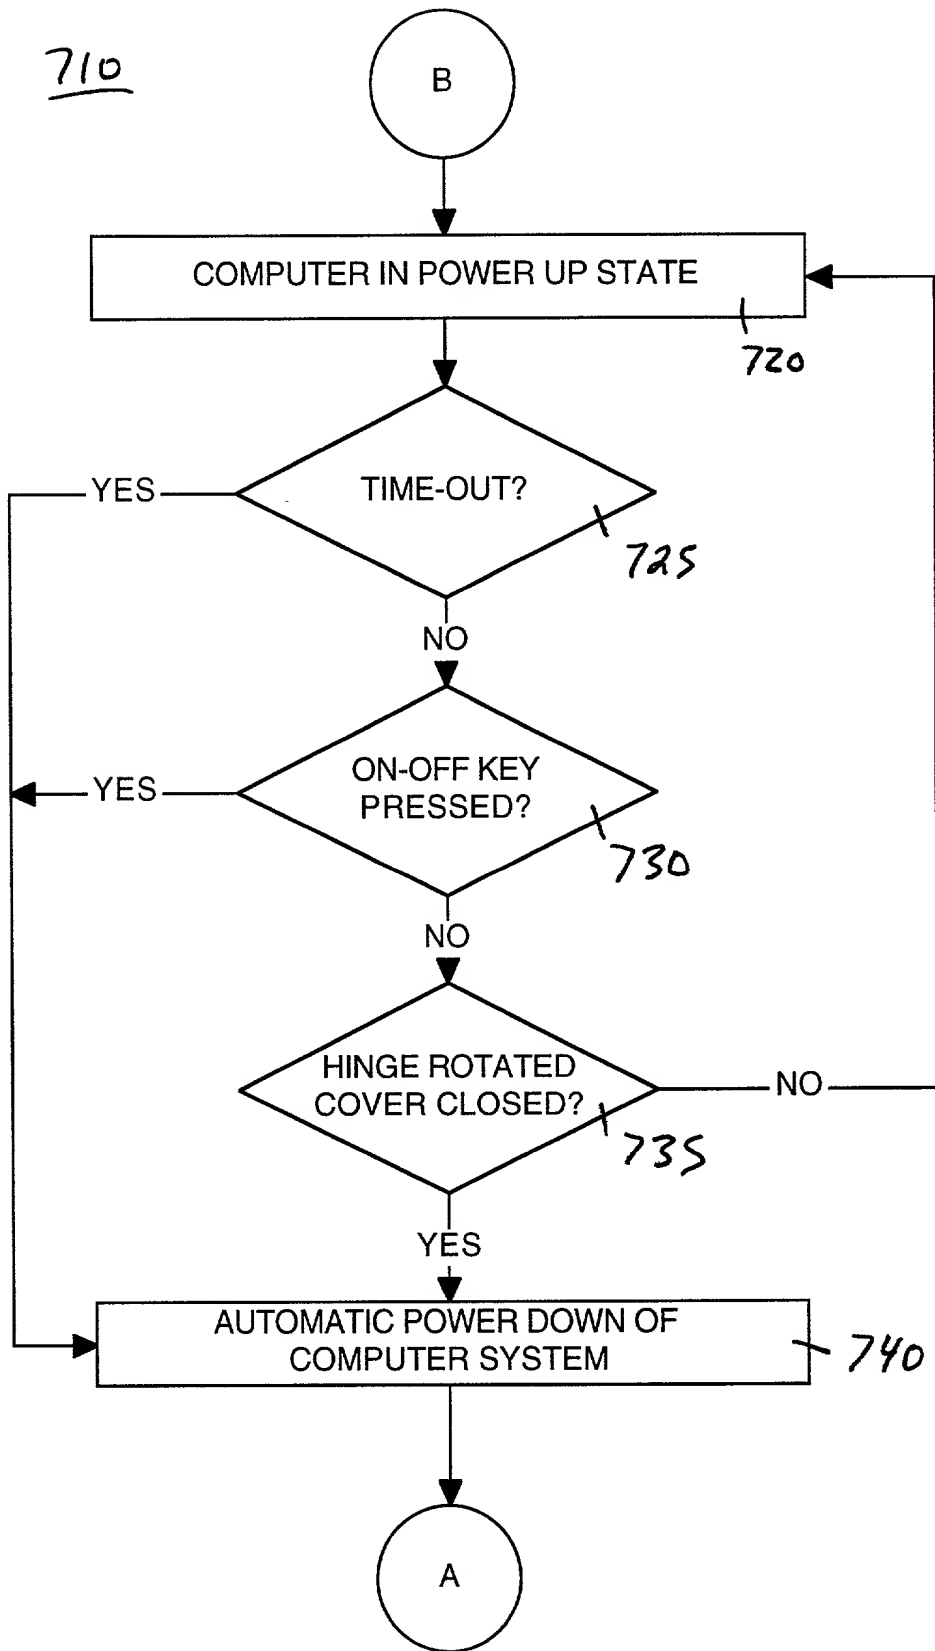 710
B
COMPUTER IN POWER UP STATE
720
TIME-OUT?
YES
725
NO
ON-OFF KEY
PRESSED?
YES
730
NO
HINGE ROTATED
COVER CLOSED?
NO
735
YES
AUTOMATIC POWER DOWN OF
COMPUTER SYSTEM
740
A